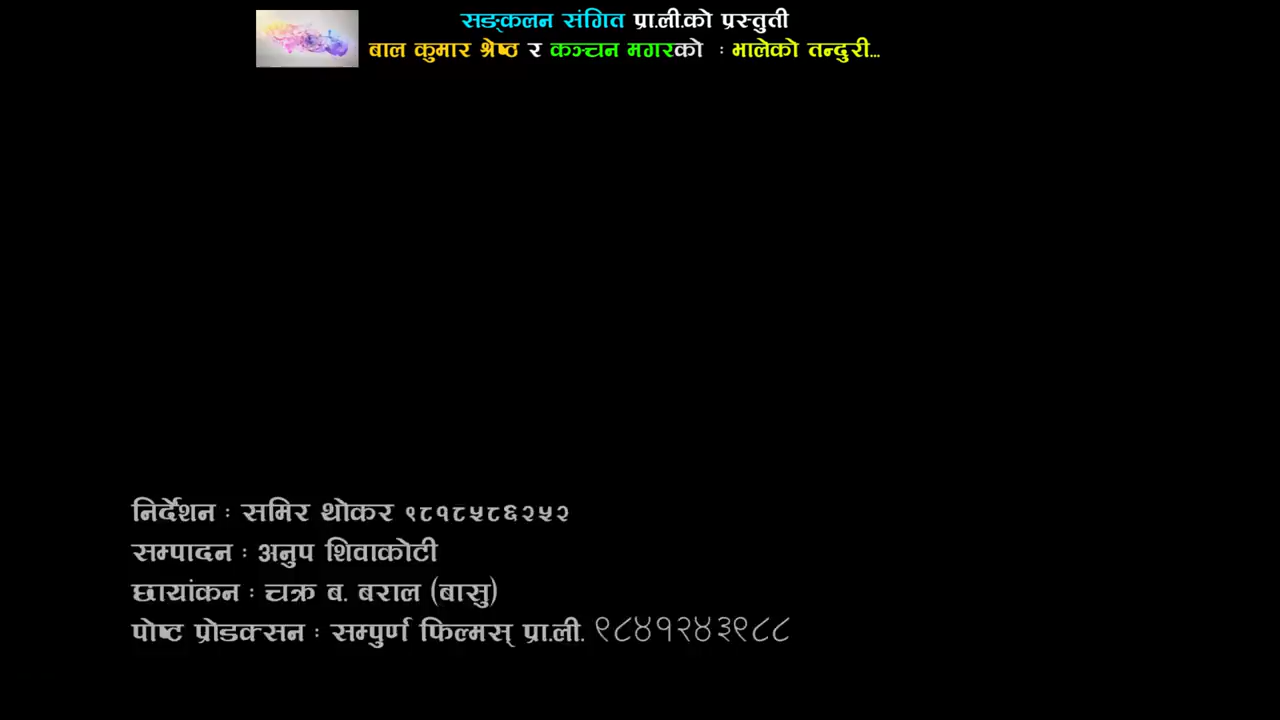 सङ्कलन संगित प्रा.ली.को प्रस्तुती
बाल कुमार श्रेष्ठ र कञ्चन मगरको : भालेको तन्दुरी...
निर्देशन : समिर थोकर ९८१८५८६२५२
सम्पादन : अनुप शिवाकोटी
छायांकन : चक्र ब. बराल (बासु)
पोष्ट प्रोडक्सन : सम्पुर्ण फिल्मस् प्रा.ली. ९८४१२४३९८८